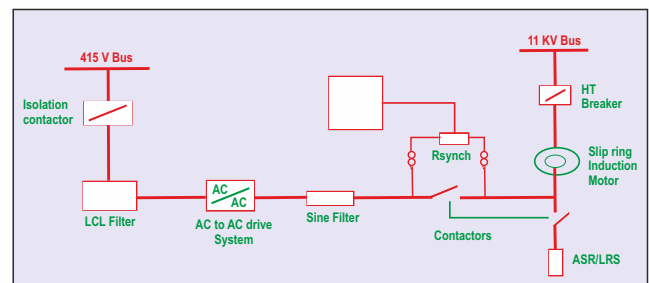 415 V Bus
11 KV Bus
Isolation
contactor
HT
Breaker
Rsynch
Slip ring
Induction
Motor
AC
AC
LCL Filter
AC to AC drive
System
Sine Filter
Contactors
ASR/LRS